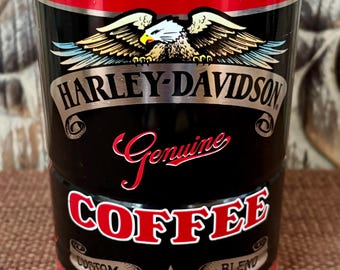 HARLEY-DAVIDSON
Genuine
COFFEE
CUSTOM BLEND